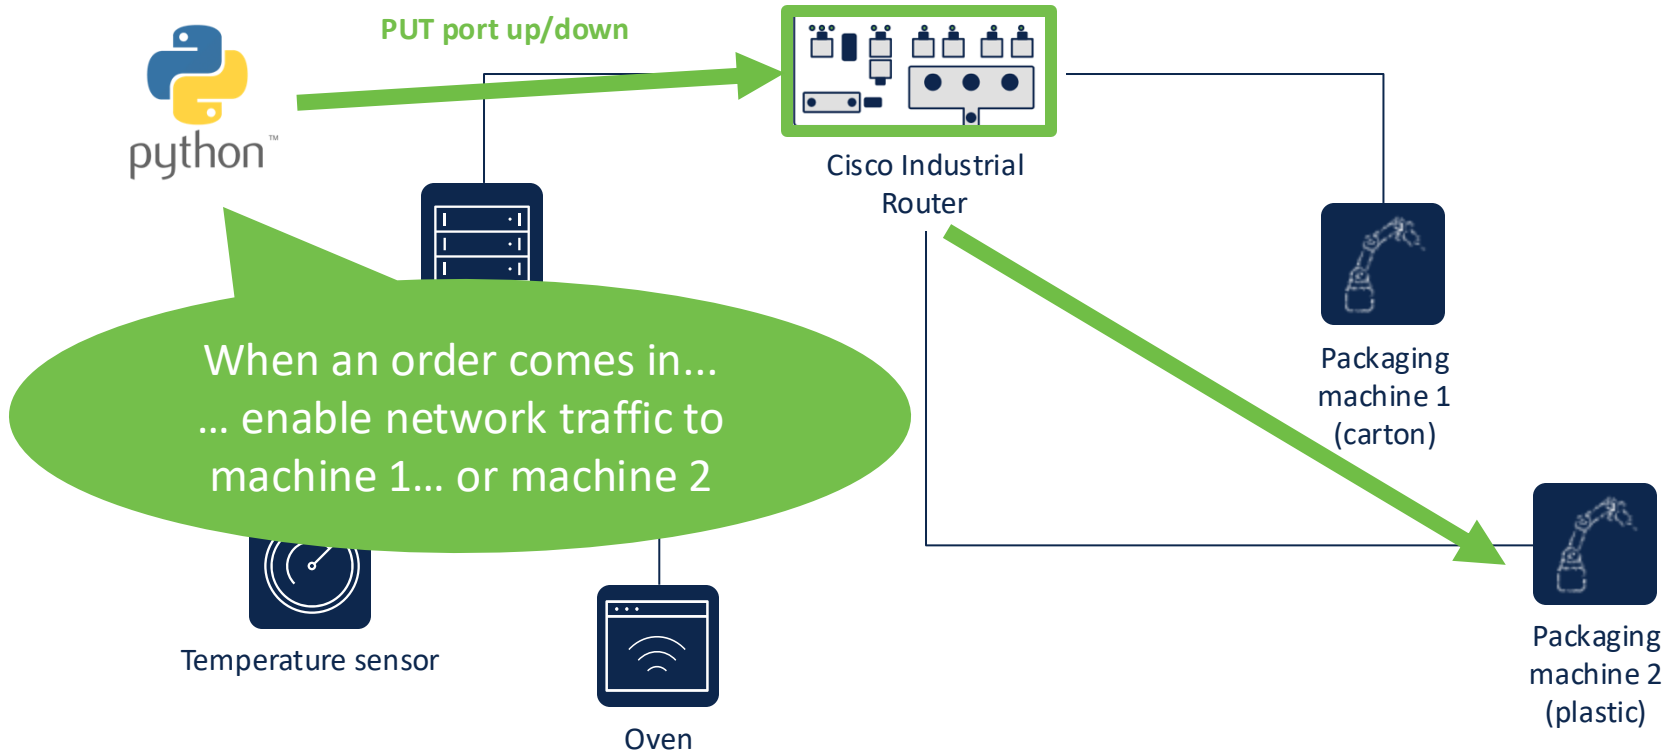 PUT port up/down
python™
Cisco Industrial
Router
When an order comes in...
... enable network traffic to
machine 1... or machine 2
Packaging
machine 1
(carton)
Temperature sensor
Oven
Packaging
machine 2
(plastic)